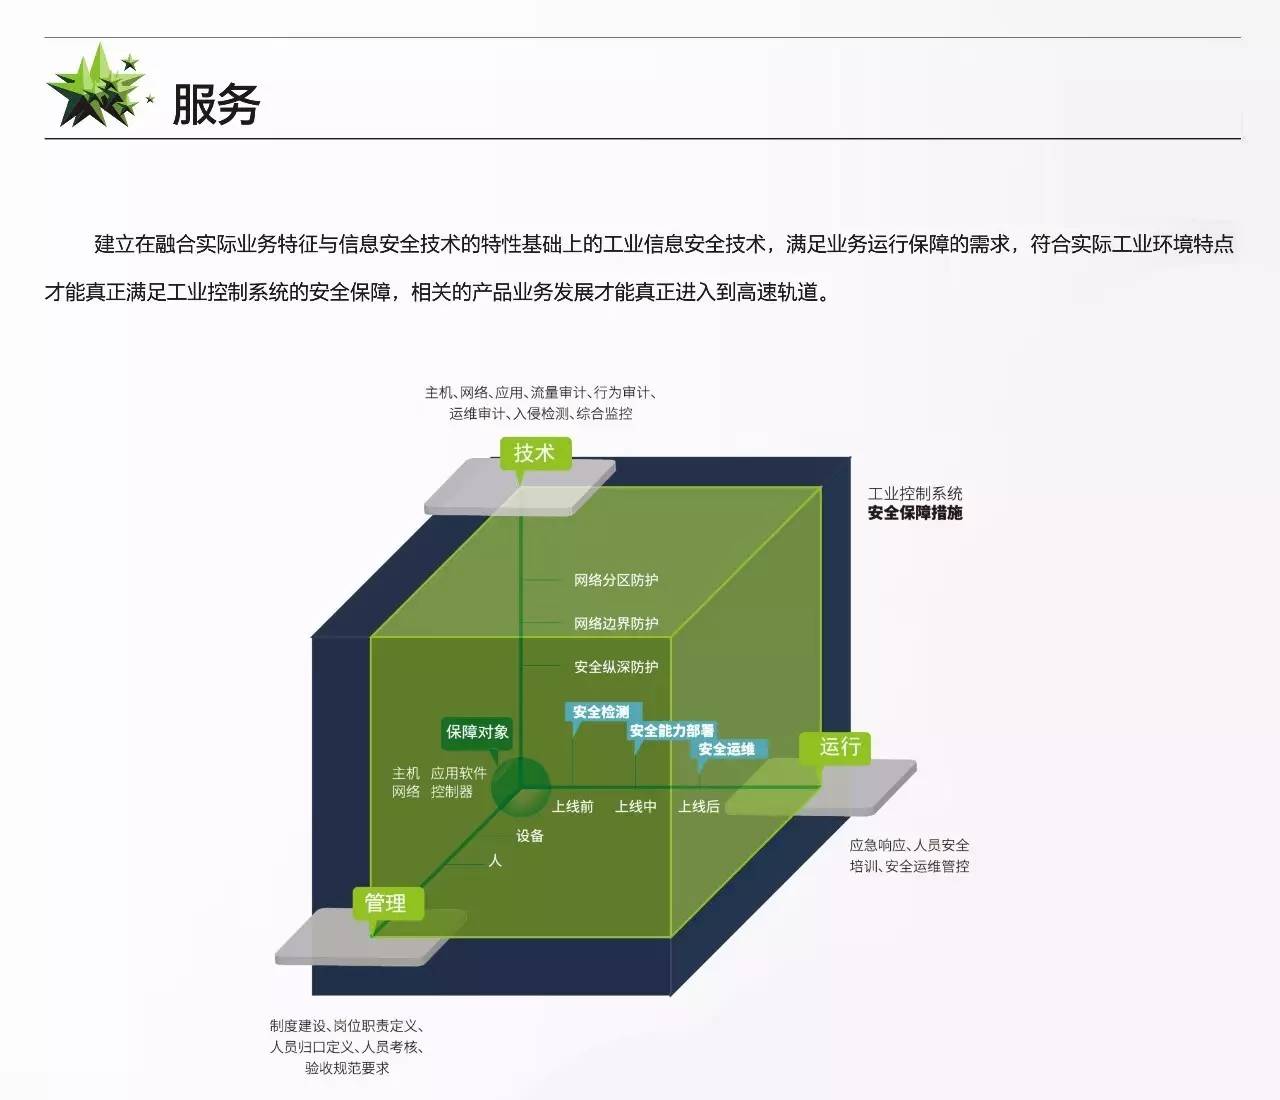 服务
建立在融合实际业务特征与信息安全技术的特性基础上的工业信息安全技术，满足业务运行保障的需求，符合实际工业环境特点
才能真正满足工业控制系统的安全保障，相关的产品业务发展才能真正进入到高速轨道。
主机、网络、应用、流量审计、行为审计、
运维审计、入侵检测、综合监控
技术
工业控制系统
安全保障措施
网络分区防护
网络边界防护
安全纵深防护
安全检测
安全能力部署
安全运维
保障对象
运行
主机 应用软件
网络 控制器
上线前 上线中 上线后
设备
人
应急响应、人员安全
培训、安全运维管控
管理
制度建设、岗位职责定义、
人员归口定义、人员考核、
验收规范要求